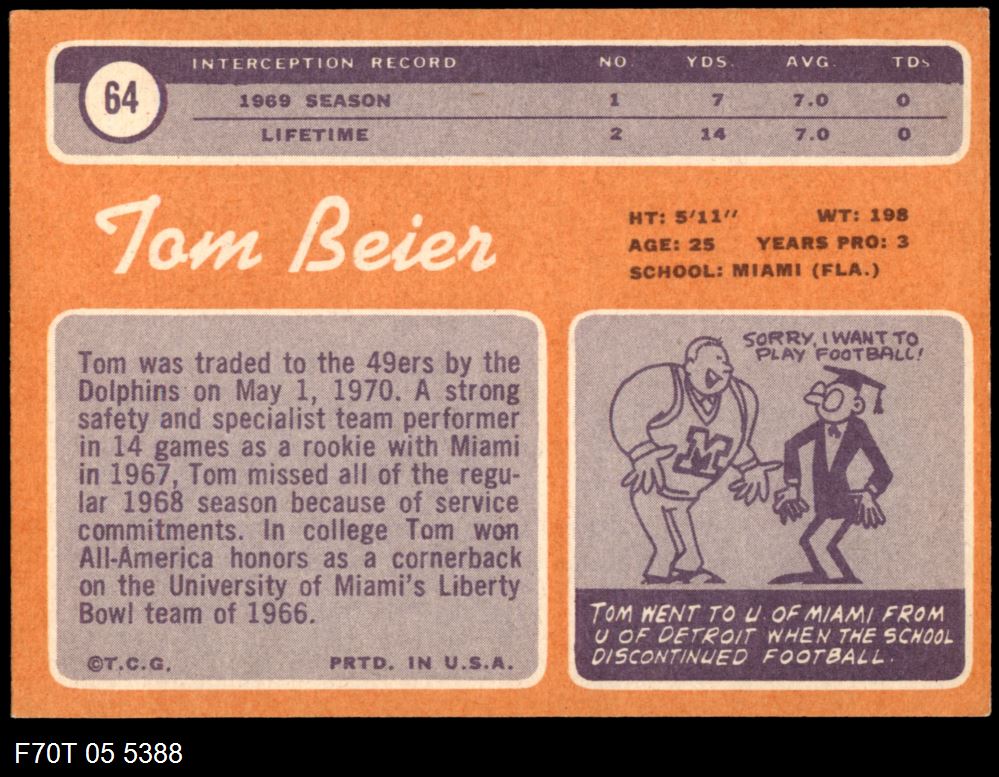 INTERCEPTION RECORD NO. YDS. AVG. TDs
64
1969 SEASON 1 7 7.0 0
LIFETIME 2 14 7.0 0
Tom Beier
HT: 5'11" WT: 198
AGE: 25 YEARS PRO: 3
SCHOOL: MIAMI (FLA.)
Tom was traded to the 49ers by the
Dolphins on May 1, 1970. A strong
safety and specialist team performer
in 14 games as a rookie with Miami
in 1967, Tom missed all of the regu-
lar 1968 season because of service
commitments. In college Tom won
All-America honors as a cornerback
on the University of Miami's Liberty
Bowl team of 1966.
©T.C.G. PRTD. IN U.S.A.
SORRY, I WANT TO
PLAY FOOTBALL!
M
TOM WENT TO U. OF MIAMI FROM
U OF DETROIT WHEN THE SCHOOL
DISCONTINUED FOOTBALL.
F70T 05 5388